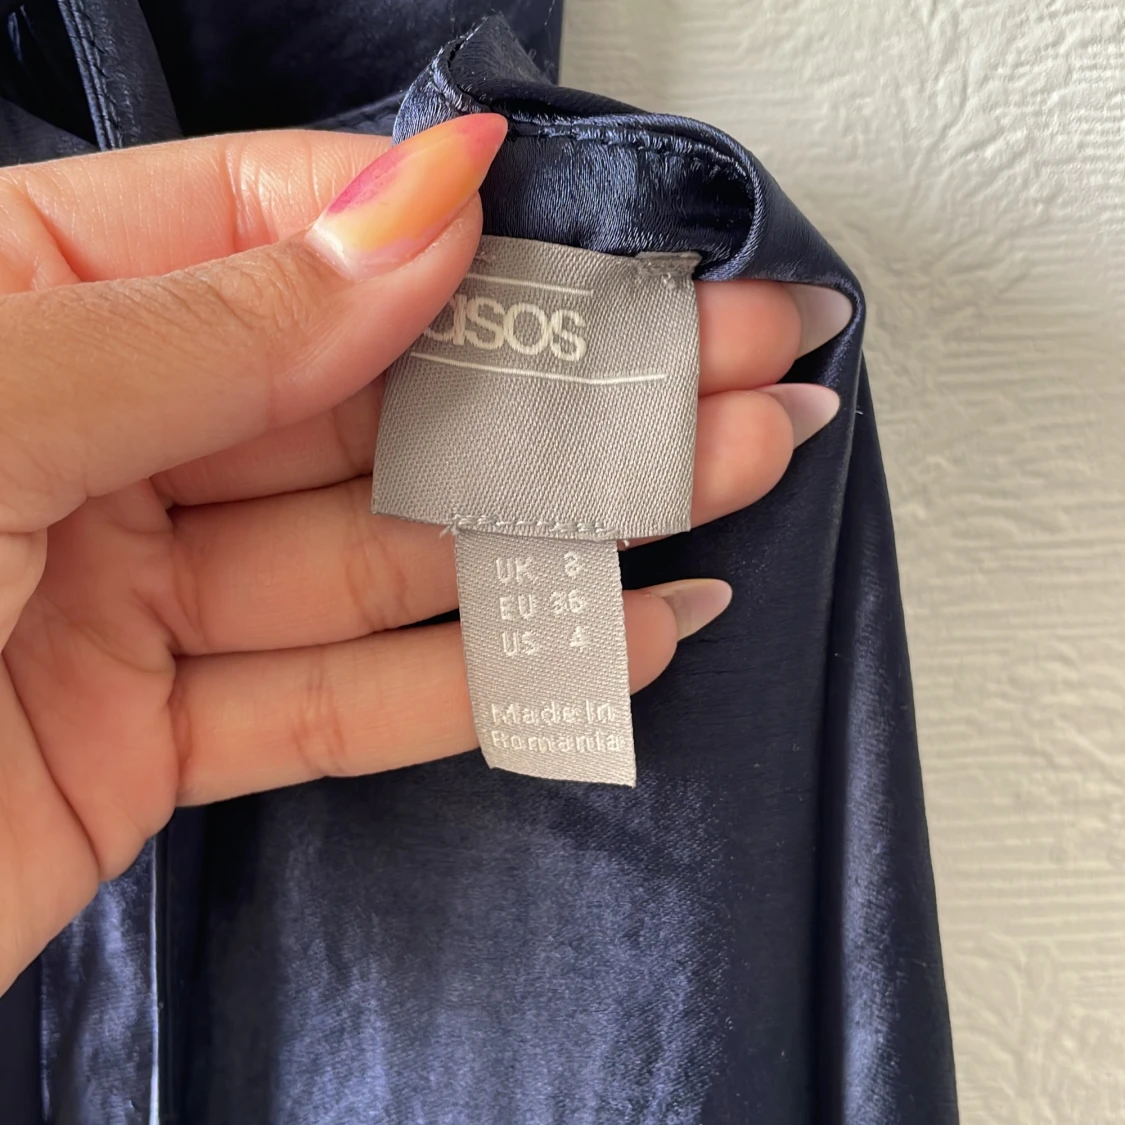 asos
UK 8
EU 36
US 4
Made In
Romania